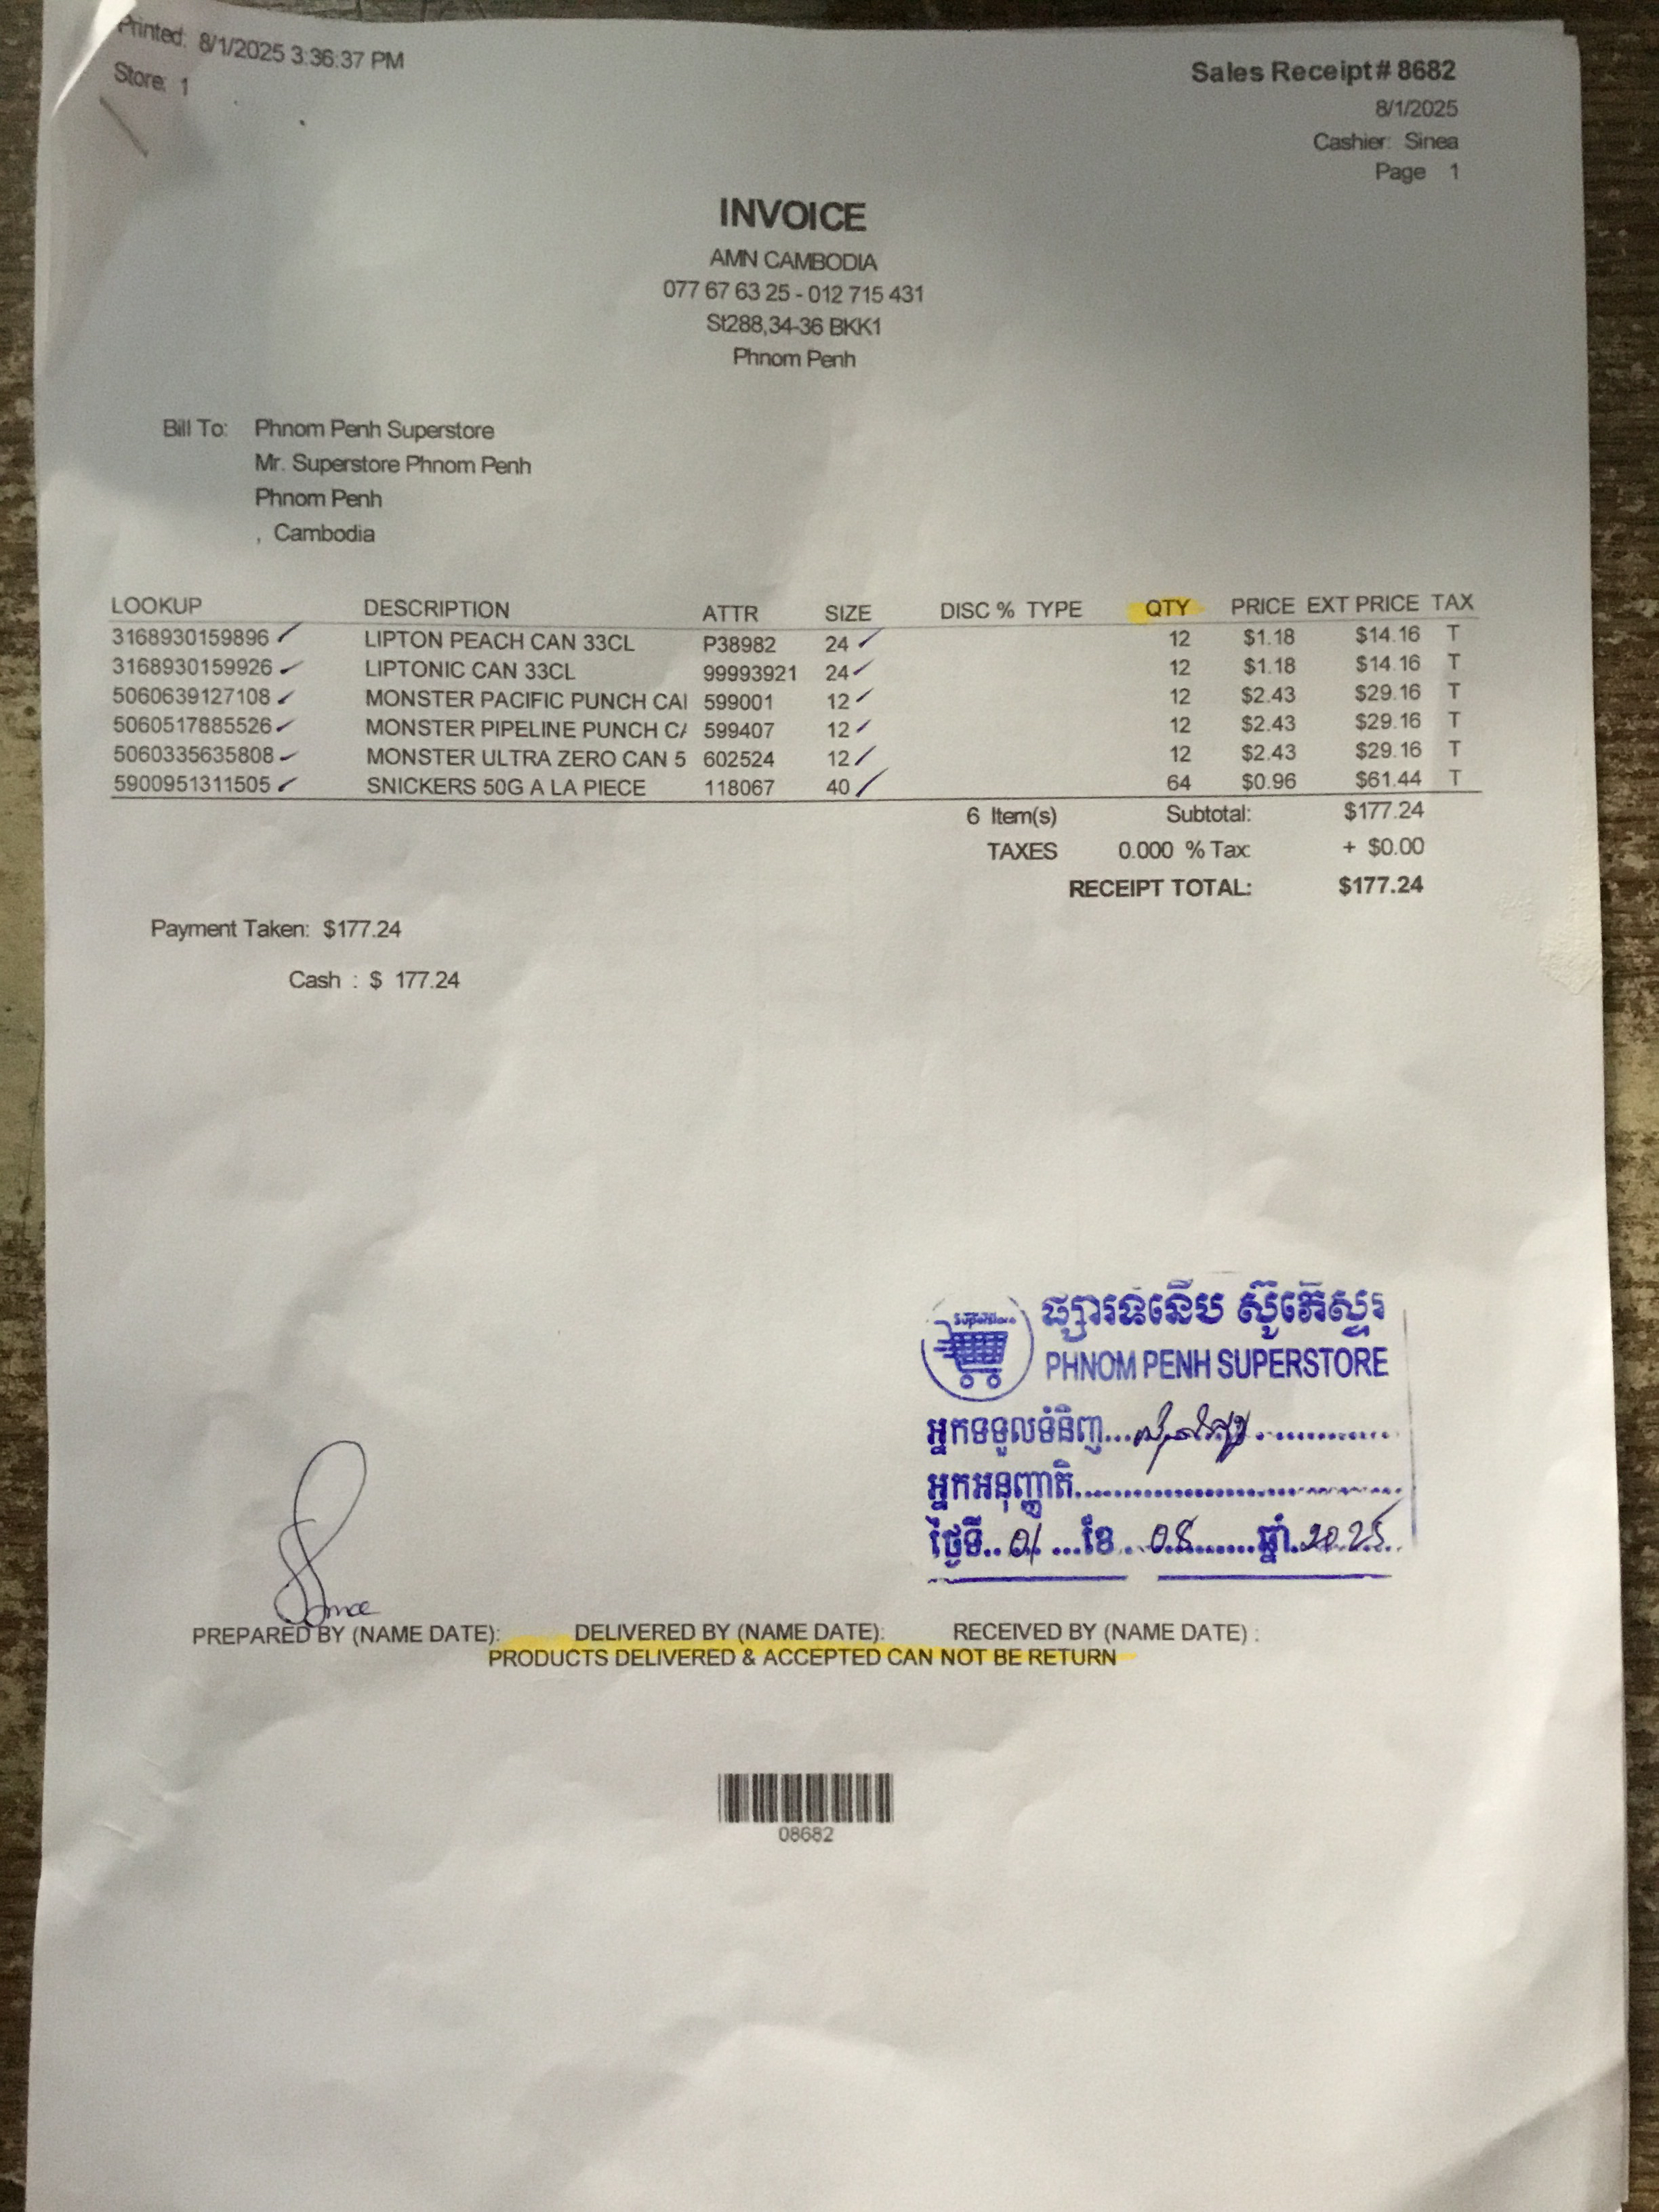 Printed: 8/1/2025 3:36:37 PM
Store: 1
Sales Receipt # 8682
8/1/2025
Cashier: Sinea
Page 1
INVOICE
AMN CAMBODIA
077 67 63 25 - 012 715 431
St288,34-36 BKK1
Phnom Penh
Bill To: Phnom Penh Superstore
Mr. Superstore Phnom Penh
Phnom Penh
, Cambodia
LOOKUP DESCRIPTION ATTR SIZE DISC % TYPE QTY PRICE EXT PRICE TAX
3168930159896 LIPTON PEACH CAN 33CL P38982 24 12 $1.18 $14.16 T
3168930159926 LIPTONIC CAN 33CL 99993921 24 12 $1.18 $14.16 T
5060639127108 MONSTER PACIFIC PUNCH CAI 599001 12 12 $2.43 $29.16 T
5060517885526 MONSTER PIPELINE PUNCH C/ 599407 12 12 $2.43 $29.16 T
5060335635808 MONSTER ULTRA ZERO CAN 5 602524 12 12 $2.43 $29.16 T
5900951311505 SNICKERS 50G A LA PIECE 118067 40 64 $0.96 $61.44 T
6 Item(s) Subtotal: $177.24
TAXES 0.000 % Tax: + $0.00
RECEIPT TOTAL: $177.24
Payment Taken: $177.24
Cash : $ 177.24
Superstore
ផ្សារទំនើប ស៊ូភើស្ទ័រ
PHNOM PENH SUPERSTORE
អ្នកទទួលទំនិញ
អ្នកអនុញ្ញាតិ
ថ្ងៃទី 01 ខែ 08 ឆ្នាំ 2025
PREPARED BY (NAME DATE): DELIVERED BY (NAME DATE): RECEIVED BY (NAME DATE) :
PRODUCTS DELIVERED & ACCEPTED CAN NOT BE RETURN
08682